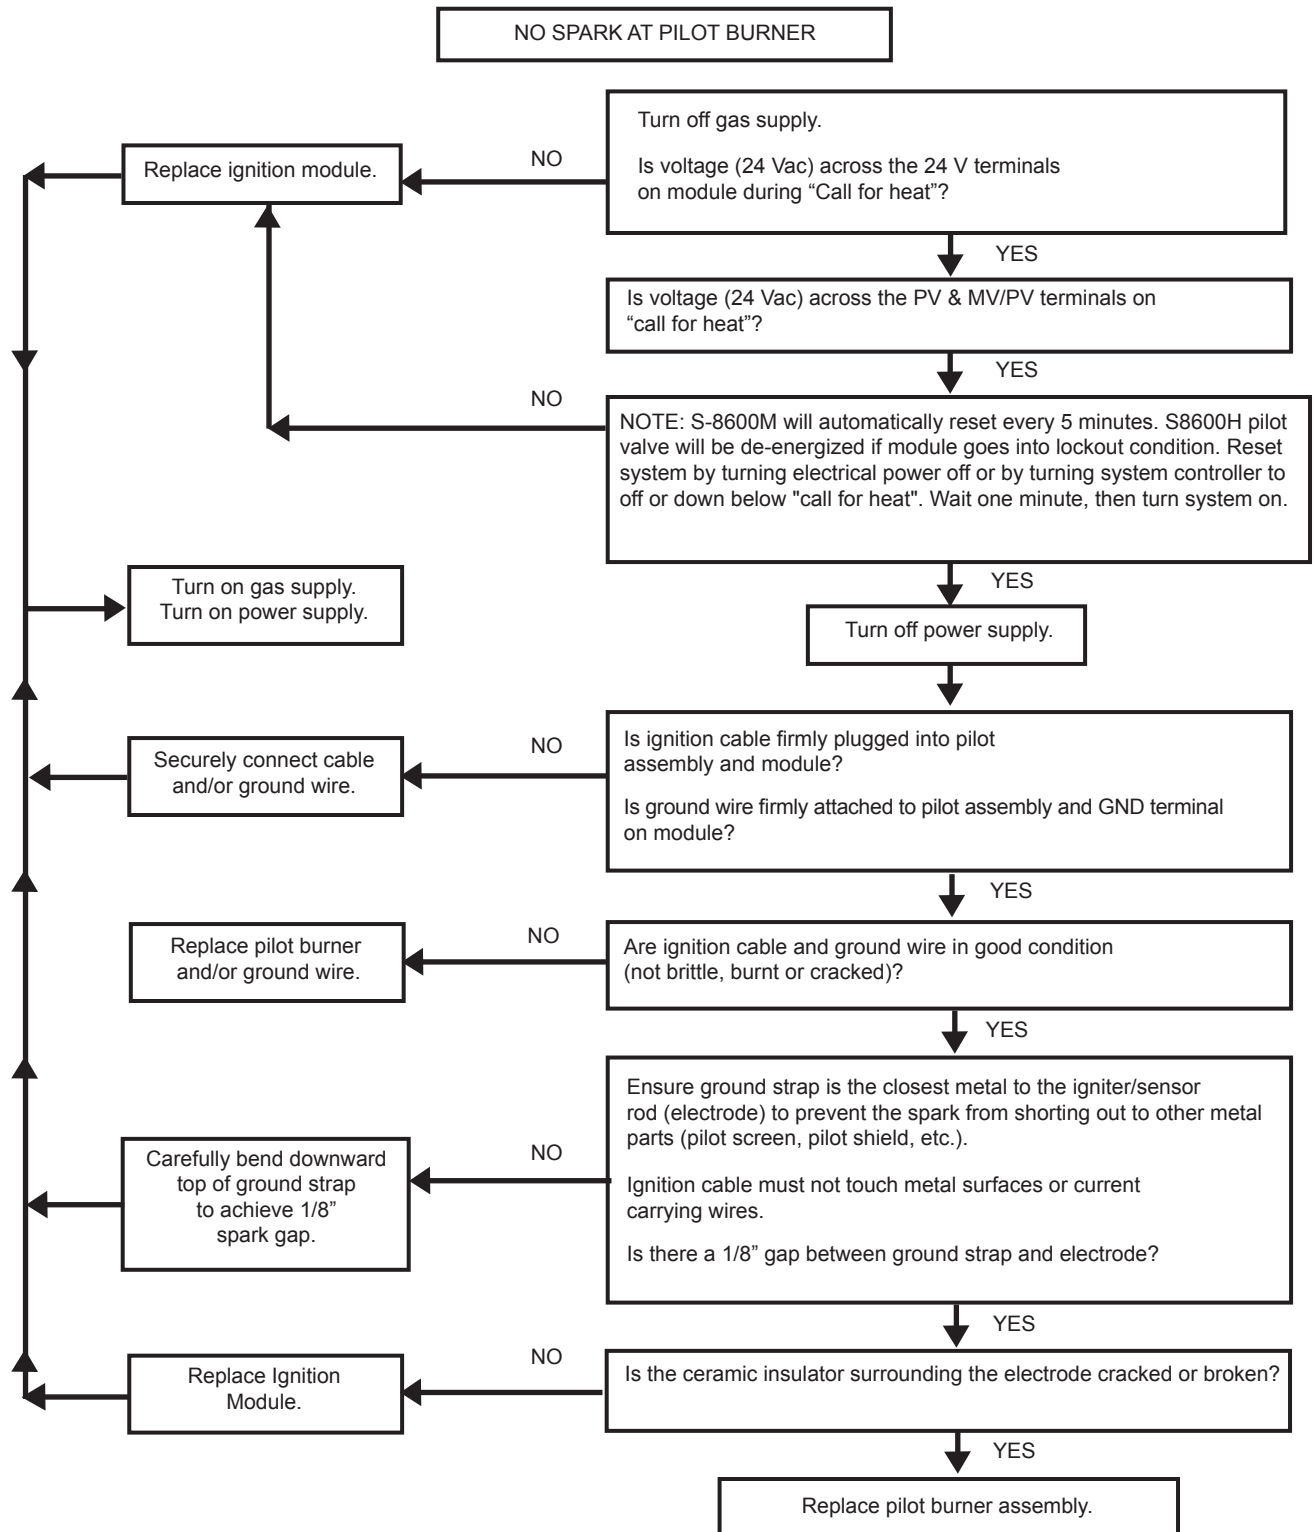 NO SPARK AT PILOT BURNER
Turn off gas supply.
Is voltage (24 Vac) across the 24 V terminals
on module during “Call for heat”?
NO
Replace ignition module.
YES
Is voltage (24 Vac) across the PV & MV/PV terminals on
“call for heat”?
YES
NO
NOTE: S-8600M will automatically reset every 5 minutes. S8600H pilot
valve will be de-energized if module goes into lockout condition. Reset
system by turning electrical power off or by turning system controller to
off or down below "call for heat". Wait one minute, then turn system on.
YES
Turn on gas supply.
Turn on power supply.
Turn off power supply.
Is ignition cable firmly plugged into pilot
assembly and module?
Is ground wire firmly attached to pilot assembly and GND terminal
on module?
NO
Securely connect cable
and/or ground wire.
YES
Are ignition cable and ground wire in good condition
(not brittle, burnt or cracked)?
NO
Replace pilot burner
and/or ground wire.
YES
Ensure ground strap is the closest metal to the igniter/sensor
rod (electrode) to prevent the spark from shorting out to other metal
parts (pilot screen, pilot shield, etc.).
Ignition cable must not touch metal surfaces or current
carrying wires.
Is there a 1/8” gap between ground strap and electrode?
NO
Carefully bend downward
top of ground strap
to achieve 1/8”
spark gap.
YES
Is the ceramic insulator surrounding the electrode cracked or broken?
NO
Replace Ignition
Module.
YES
Replace pilot burner assembly.